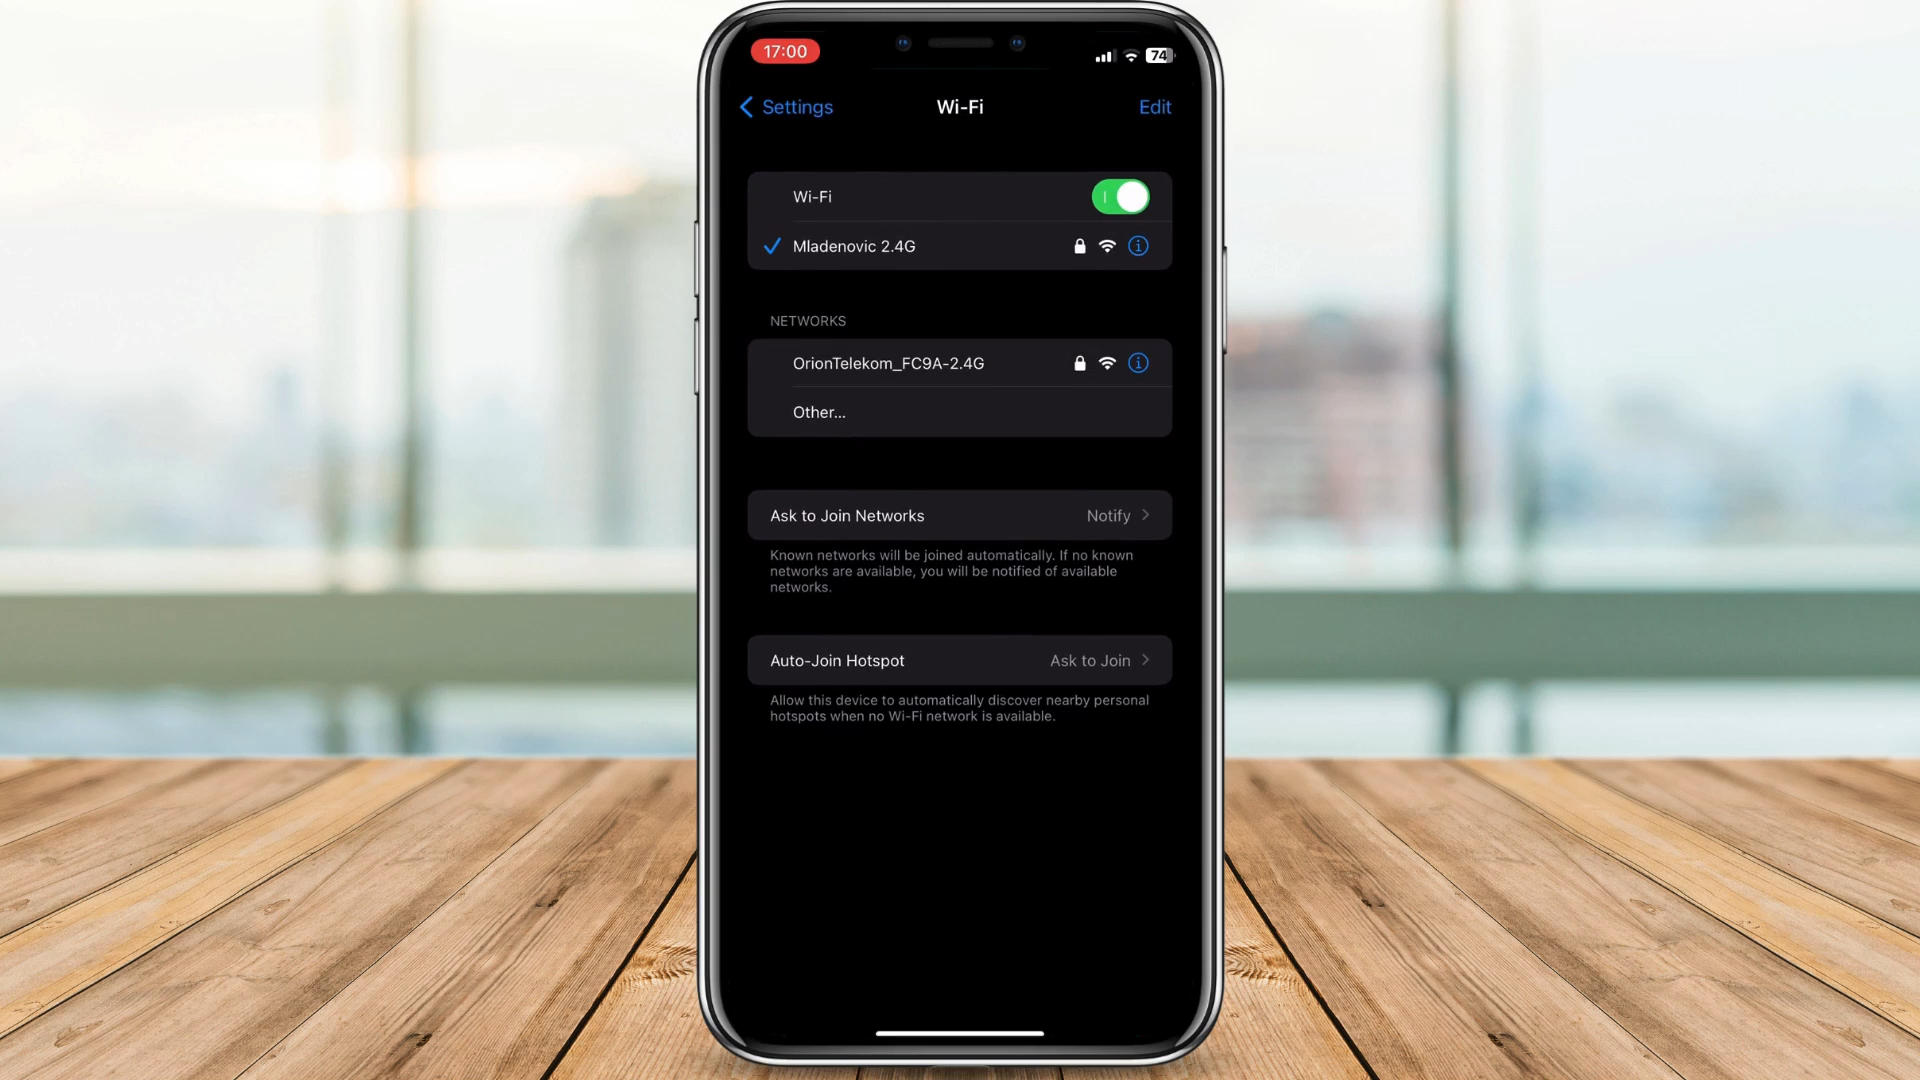 17:00
74
Settings
Wi-Fi
Edit
Wi-Fi
Mladenovic 2.4G
NETWORKS
OrionTelekom_FC9A-2.4G
Other...
Ask to Join Networks
Notify
Known networks will be joined automatically. If no known
networks are available, you will be notified of available
networks.
Auto-Join Hotspot
Ask to Join
Allow this device to automatically discover nearby personal
hotspots when no Wi-Fi network is available.